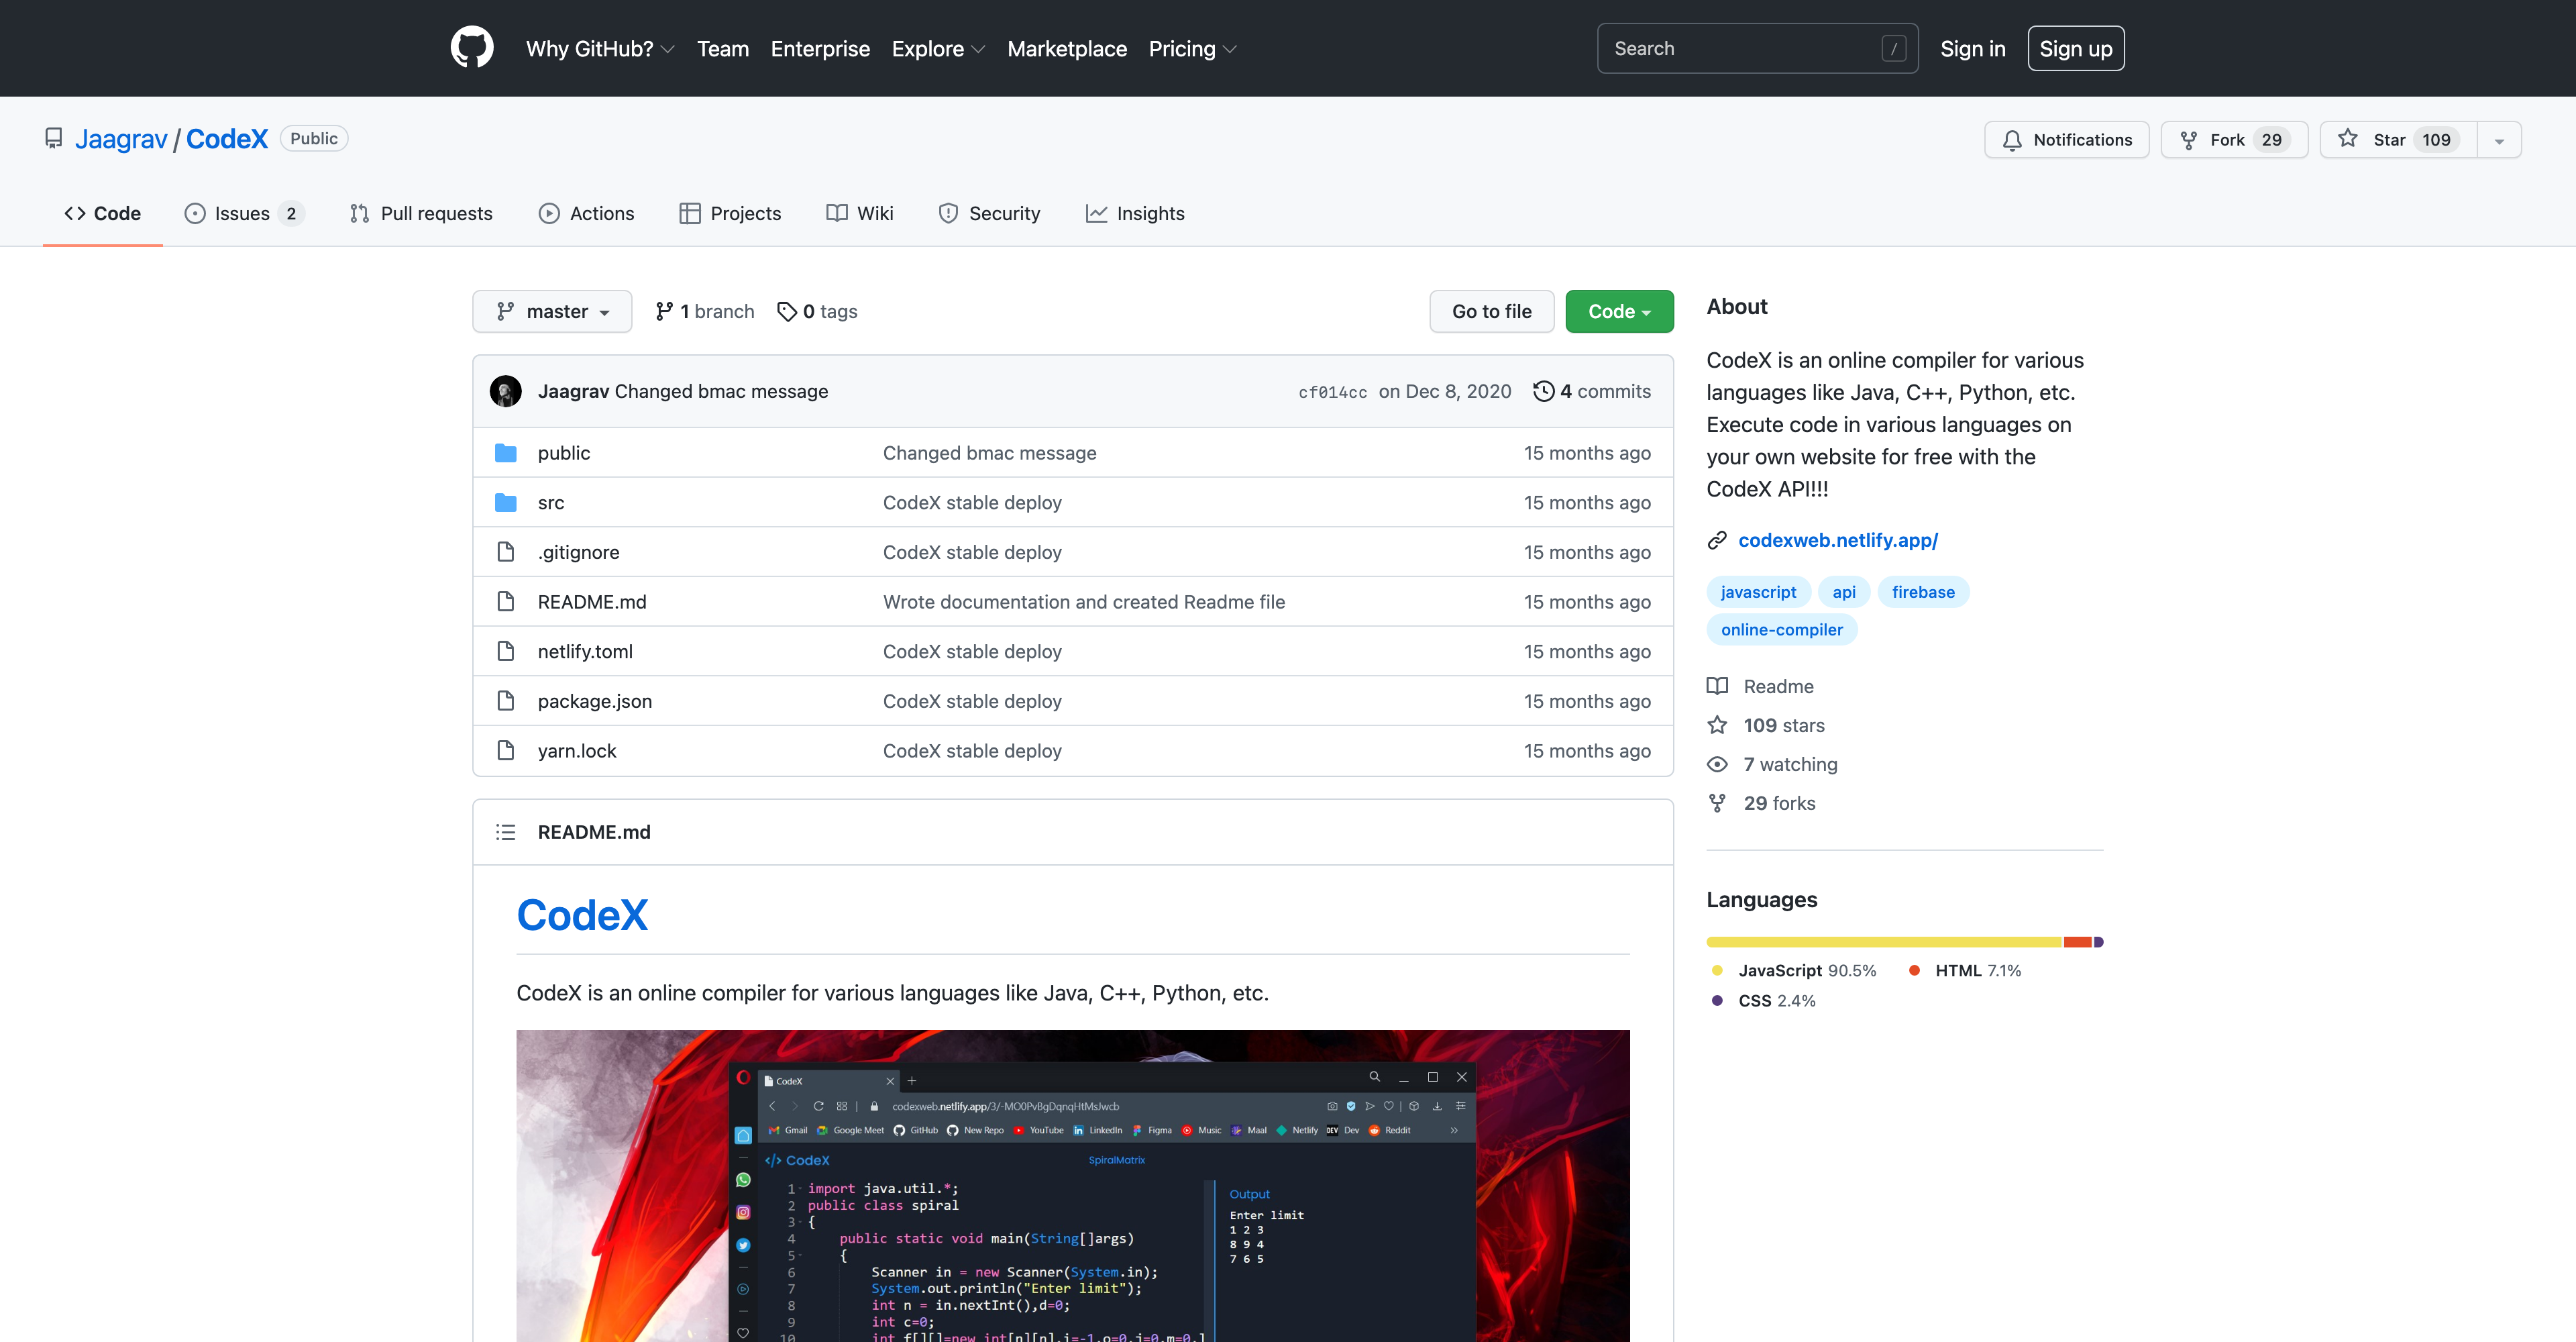 Why GitHub? Team Enterprise Explore Marketplace Pricing Search / Sign in Sign up
Jaagrav / CodeX Public Notifications Fork 29 Star 109
Code Issues 2 Pull requests Actions Projects Wiki Security Insights
master 1 branch 0 tags Go to file Code
Jaagrav Changed bmac message cf014cc on Dec 8, 2020 4 commits
public Changed bmac message 15 months ago
src CodeX stable deploy 15 months ago
.gitignore CodeX stable deploy 15 months ago
README.md Wrote documentation and created Readme file 15 months ago
netlify.toml CodeX stable deploy 15 months ago
package.json CodeX stable deploy 15 months ago
yarn.lock CodeX stable deploy 15 months ago
README.md
CodeX
CodeX is an online compiler for various languages like Java, C++, Python, etc.
CodeX
codexweb.netlify.app/3/-MO0PvBgDqnqHtMsJwcb
Gmail Google Meet GitHub New Repo YouTube LinkedIn Figma Music Maal Netlify DEV Dev Reddit
</> CodeX SpiralMatrix
1 import java.util.*;
2 public class spiral
3 {
4 public static void main(String[]args)
5 {
6 Scanner in = new Scanner(System.in);
7 System.out.println("Enter limit");
8 int n = in.nextInt(),d=0;
9 int c=0;
10 int f[][]=new int[n][n],i=-1,o=0,j=0,m=0,l
Output
Enter limit
1 2 3
8 9 4
7 6 5
About
CodeX is an online compiler for various
languages like Java, C++, Python, etc.
Execute code in various languages on
your own website for free with the
CodeX API!!!
codexweb.netlify.app/
javascript api firebase
online-compiler
Readme
109 stars
7 watching
29 forks
Languages
JavaScript 90.5% HTML 7.1%
CSS 2.4%